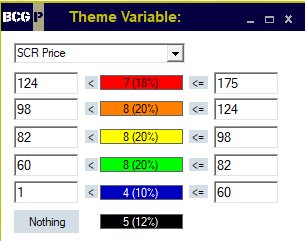 BCG P Theme Variable:
SCR Price
124 < 7 (18%) <= 175
98 < 8 (20%) <= 124
82 < 8 (20%) <= 98
60 < 8 (20%) <= 82
1 < 4 (10%) <= 60
Nothing 5 (12%)